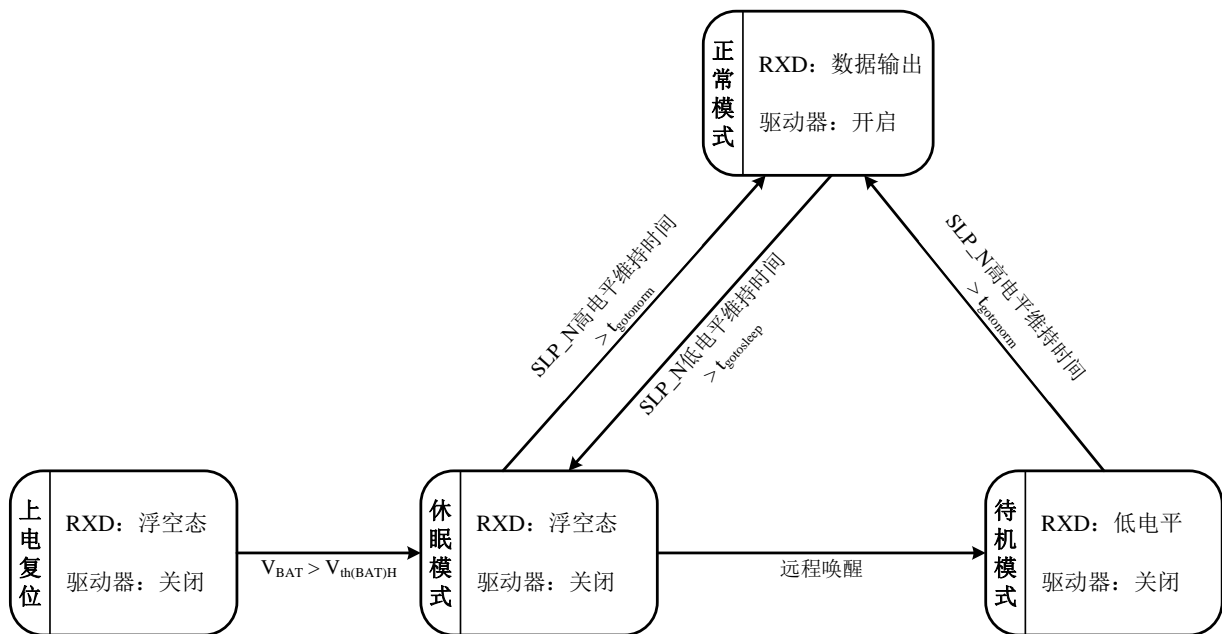 正常模式
RXD：数据输出
驱动器：开启
SLP_N高电平维持时间
> tgotonorm
SLP_N低电平维持时间
> tgotosleep
SLP_N高电平维持时间
> tgotonorm
上电复位
RXD：浮空态
驱动器：关闭
VBAT > Vth(BAT)H
休眠模式
RXD：浮空态
驱动器：关闭
远程唤醒
待机模式
RXD：低电平
驱动器：关闭